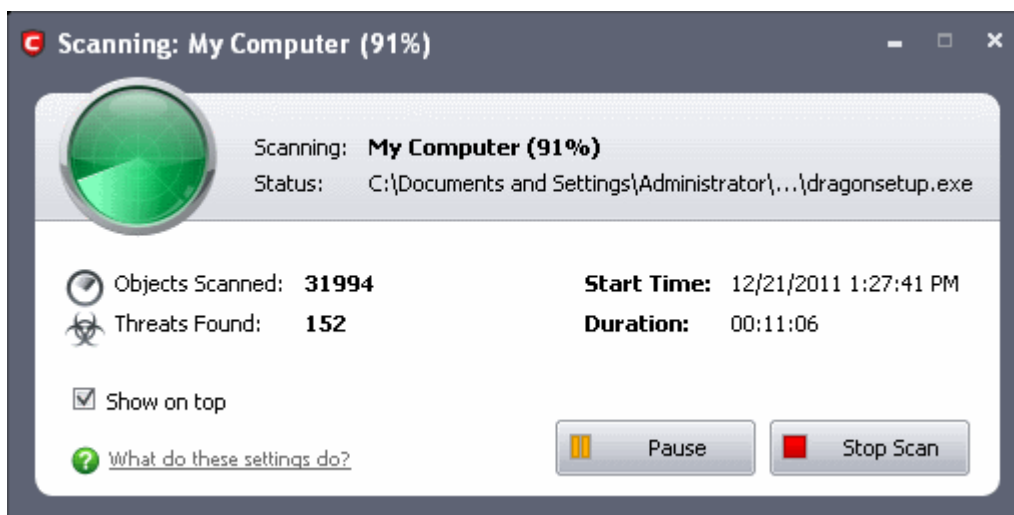 Scanning: My Computer (91%)
Scanning: My Computer (91%)
Status: C:\Documents and Settings\Administrator\...\dragonsetup.exe
Objects Scanned: 31994 Start Time: 12/21/2011 1:27:41 PM
Threats Found: 152 Duration: 00:11:06
Show on top
What do these settings do?
Pause Stop Scan